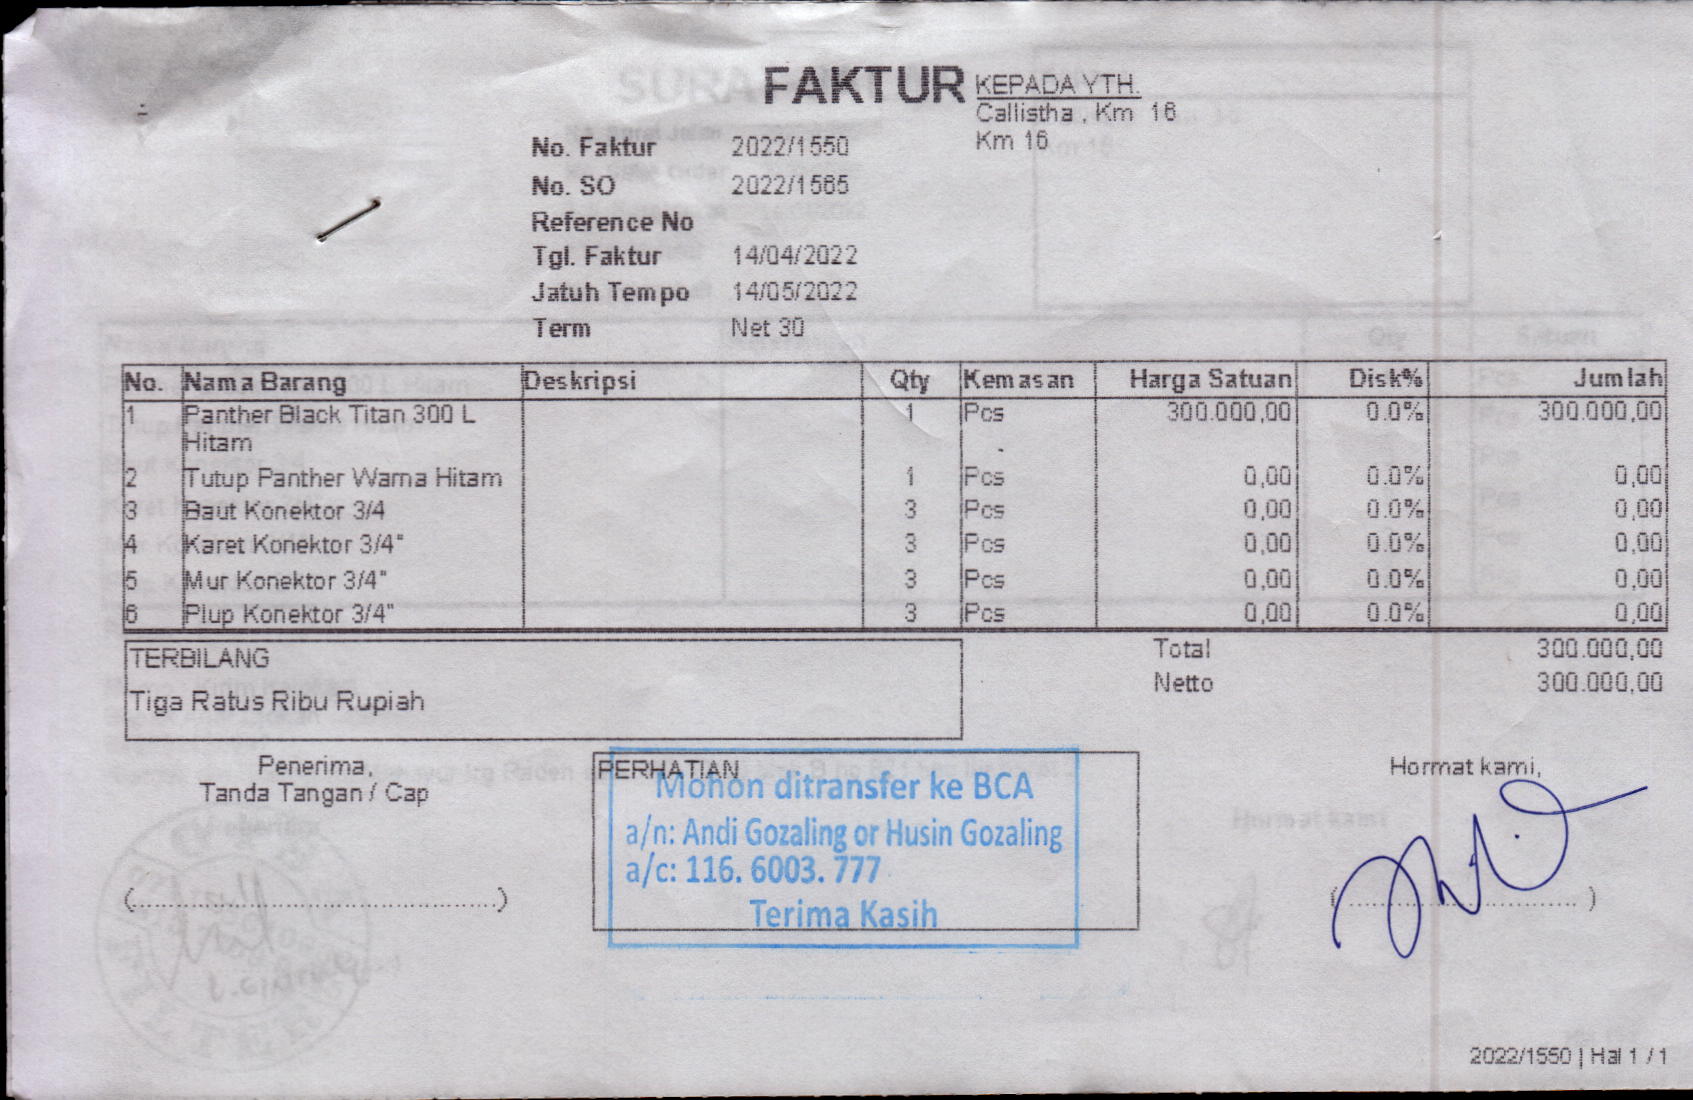 FAKTUR
KEPADA YTH.
Callistha , Km 16
Km 16
No. Faktur 2022/1550
No. SO 2022/1565
Reference No
Tgl. Faktur 14/04/2022
Jatuh Tempo 14/05/2022
Term Net 30
No. Nama Barang Deskripsi Qty Kemasan Harga Satuan Disk% Jumlah
1 Panther Black Titan 300 L 1 Pcs 300.000,00 0.0% 300.000,00
Hitam
2 Tutup Panther Warna Hitam 1 Pcs 0,00 0.0% 0,00
3 Baut Konektor 3/4 3 Pcs 0,00 0.0% 0,00
4 Karet Konektor 3/4" 3 Pcs 0,00 0.0% 0,00
5 Mur Konektor 3/4" 3 Pcs 0,00 0.0% 0,00
6 Plup Konektor 3/4" 3 Pcs 0,00 0.0% 0,00
Total 300.000,00
Netto 300.000,00
TERBILANG
Tiga Ratus Ribu Rupiah
Penerima,
Tanda Tangan / Cap
(..........................................)
PERHATIAN
Mohon ditransfer ke BCA
a/n: Andi Gozaling or Husin Gozaling
a/c: 116. 6003. 777
Terima Kasih
Hormat kami,
(..........................................)
2022/1550 | Hal 1 / 1